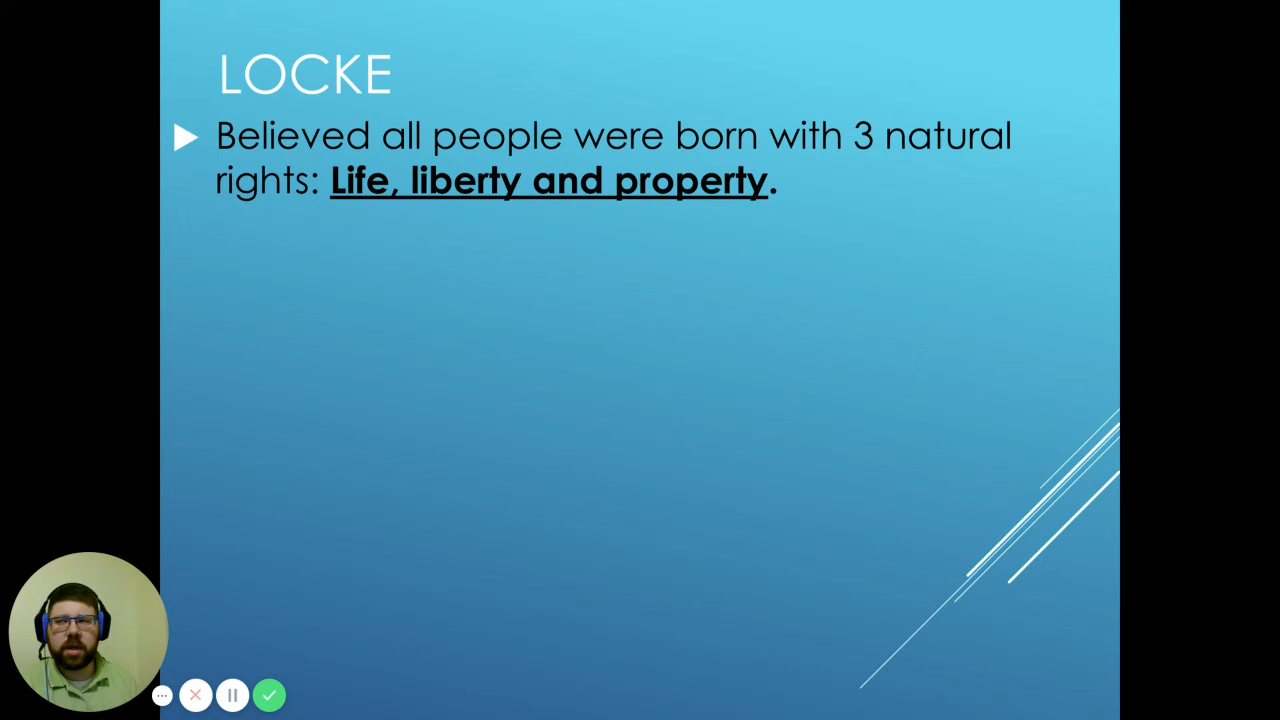 LOCKE
Believed all people were born with 3 natural
rights: Life, liberty and property.